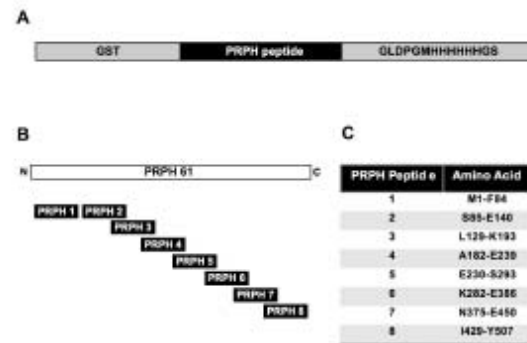 A
GST PRPH peptide GLDPGMHHHHHHGS
B
N PRPH 61 C
PRPH 1 PRPH 2
PRPH 3
PRPH 4
PRPH 5
PRPH 6
PRPH 7
PRPH 8
C
PRPH Peptide Amino Acid
1 M1-F84
2 S85-E140
3 L129-K193
4 A182-E239
5 E230-S293
6 K282-E386
7 N375-E450
8 I429-Y507